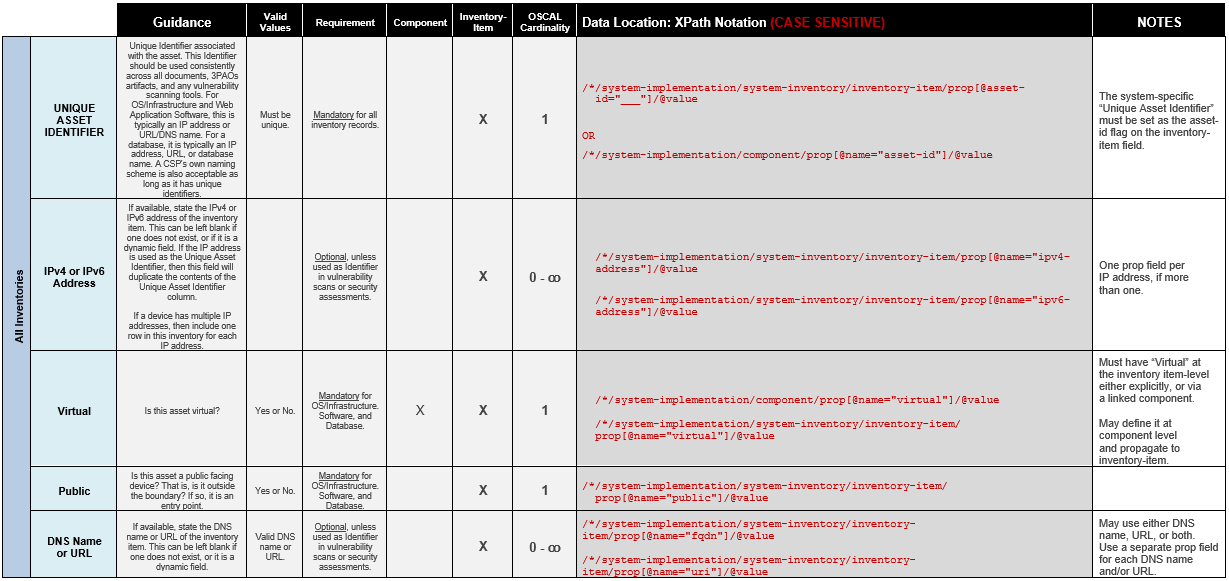 Guidance
Valid
Values
Requirement
Component
Inventory-
Item
OSCAL
Cardinality
Data Location: XPath Notation (CASE SENSITIVE)
NOTES
All Inventories
UNIQUE
ASSET
IDENTIFIER
Unique Identifier associated
with the asset. This Identifier
should be used consistently
across all documents, 3PAOs
artifacts, and any vulnerability
scanning tools. For
OS/Infrastructure and Web
Application Software, this is
typically an IP address or
URL/DNS name. For a
database, it is typically an IP
address, URL, or database
name. A CSP's own naming
scheme is also acceptable as
long as it has unique
identifiers.
Must be
unique.
Mandatory for all
inventory records.
X
1
/*/system-implementation/system-inventory/inventory-item/prop[@asset-
id="___"]/@value
OR
/*/system-implementation/component/prop[@name="asset-id"]/@value
The system-specific
“Unique Asset Identifier”
must be set as the asset-
id flag on the inventory-
item field.
IPv4 or IPv6
Address
If available, state the IPv4 or
IPv6 address of the inventory
item. This can be left blank if
one does not exist, or if it is a
dynamic field. If the IP address
is used as the Unique Asset
Identifier, then this field will
duplicate the contents of the
Unique Asset Identifier
column.
If a device has multiple IP
addresses, then include one
row in this inventory for each
IP address.
Optional, unless
used as Identifier
in vulnerability
scans or security
assessments.
X
0 - ∞
/*/system-implementation/system-inventory/inventory-item/prop[@name="ipv4-
address"]/@value
/*/system-implementation/system-inventory/inventory-item/prop[@name="ipv6-
address"]/@value
One prop field per
IP address, if more
than one.
Virtual
Is this asset virtual?
Yes or No.
Mandatory for
OS/Infrastructure.
Software, and
Database.
X
X
1
/*/system-implementation/component/prop[@name="virtual"]/@value
/*/system-implementation/system-inventory/inventory-item/
prop[@name="virtual"]/@value
Must have “Virtual” at
the inventory item-level
either explicitly, or via
a linked component.
May define it at
component level
and propagate to
inventory-item.
Public
Is this asset a public facing
device? That is, is it outside
the boundary? If so, it is an
entry point.
Yes or No.
Mandatory for
OS/Infrastructure.
Software, and
Database.
X
1
/*/system-implementation/system-inventory/inventory-item/
prop[@name="public"]/@value
DNS Name
or URL
If available, state the DNS
name or URL of the inventory
item. This can be left blank if
one does not exist, or it is a
dynamic field.
Valid DNS
name or
URL.
Optional, unless
used as Identifier
in vulnerability
scans or security
assessments.
X
0 - ∞
/*/system-implementation/system-inventory/inventory-
item/prop[@name="fqdn"]/@value
/*/system-implementation/system-inventory/inventory-
item/prop[@name="uri"]/@value
May use either DNS
name, URL, or both.
Use a separate prop field
for each DNS name
and/or URL.